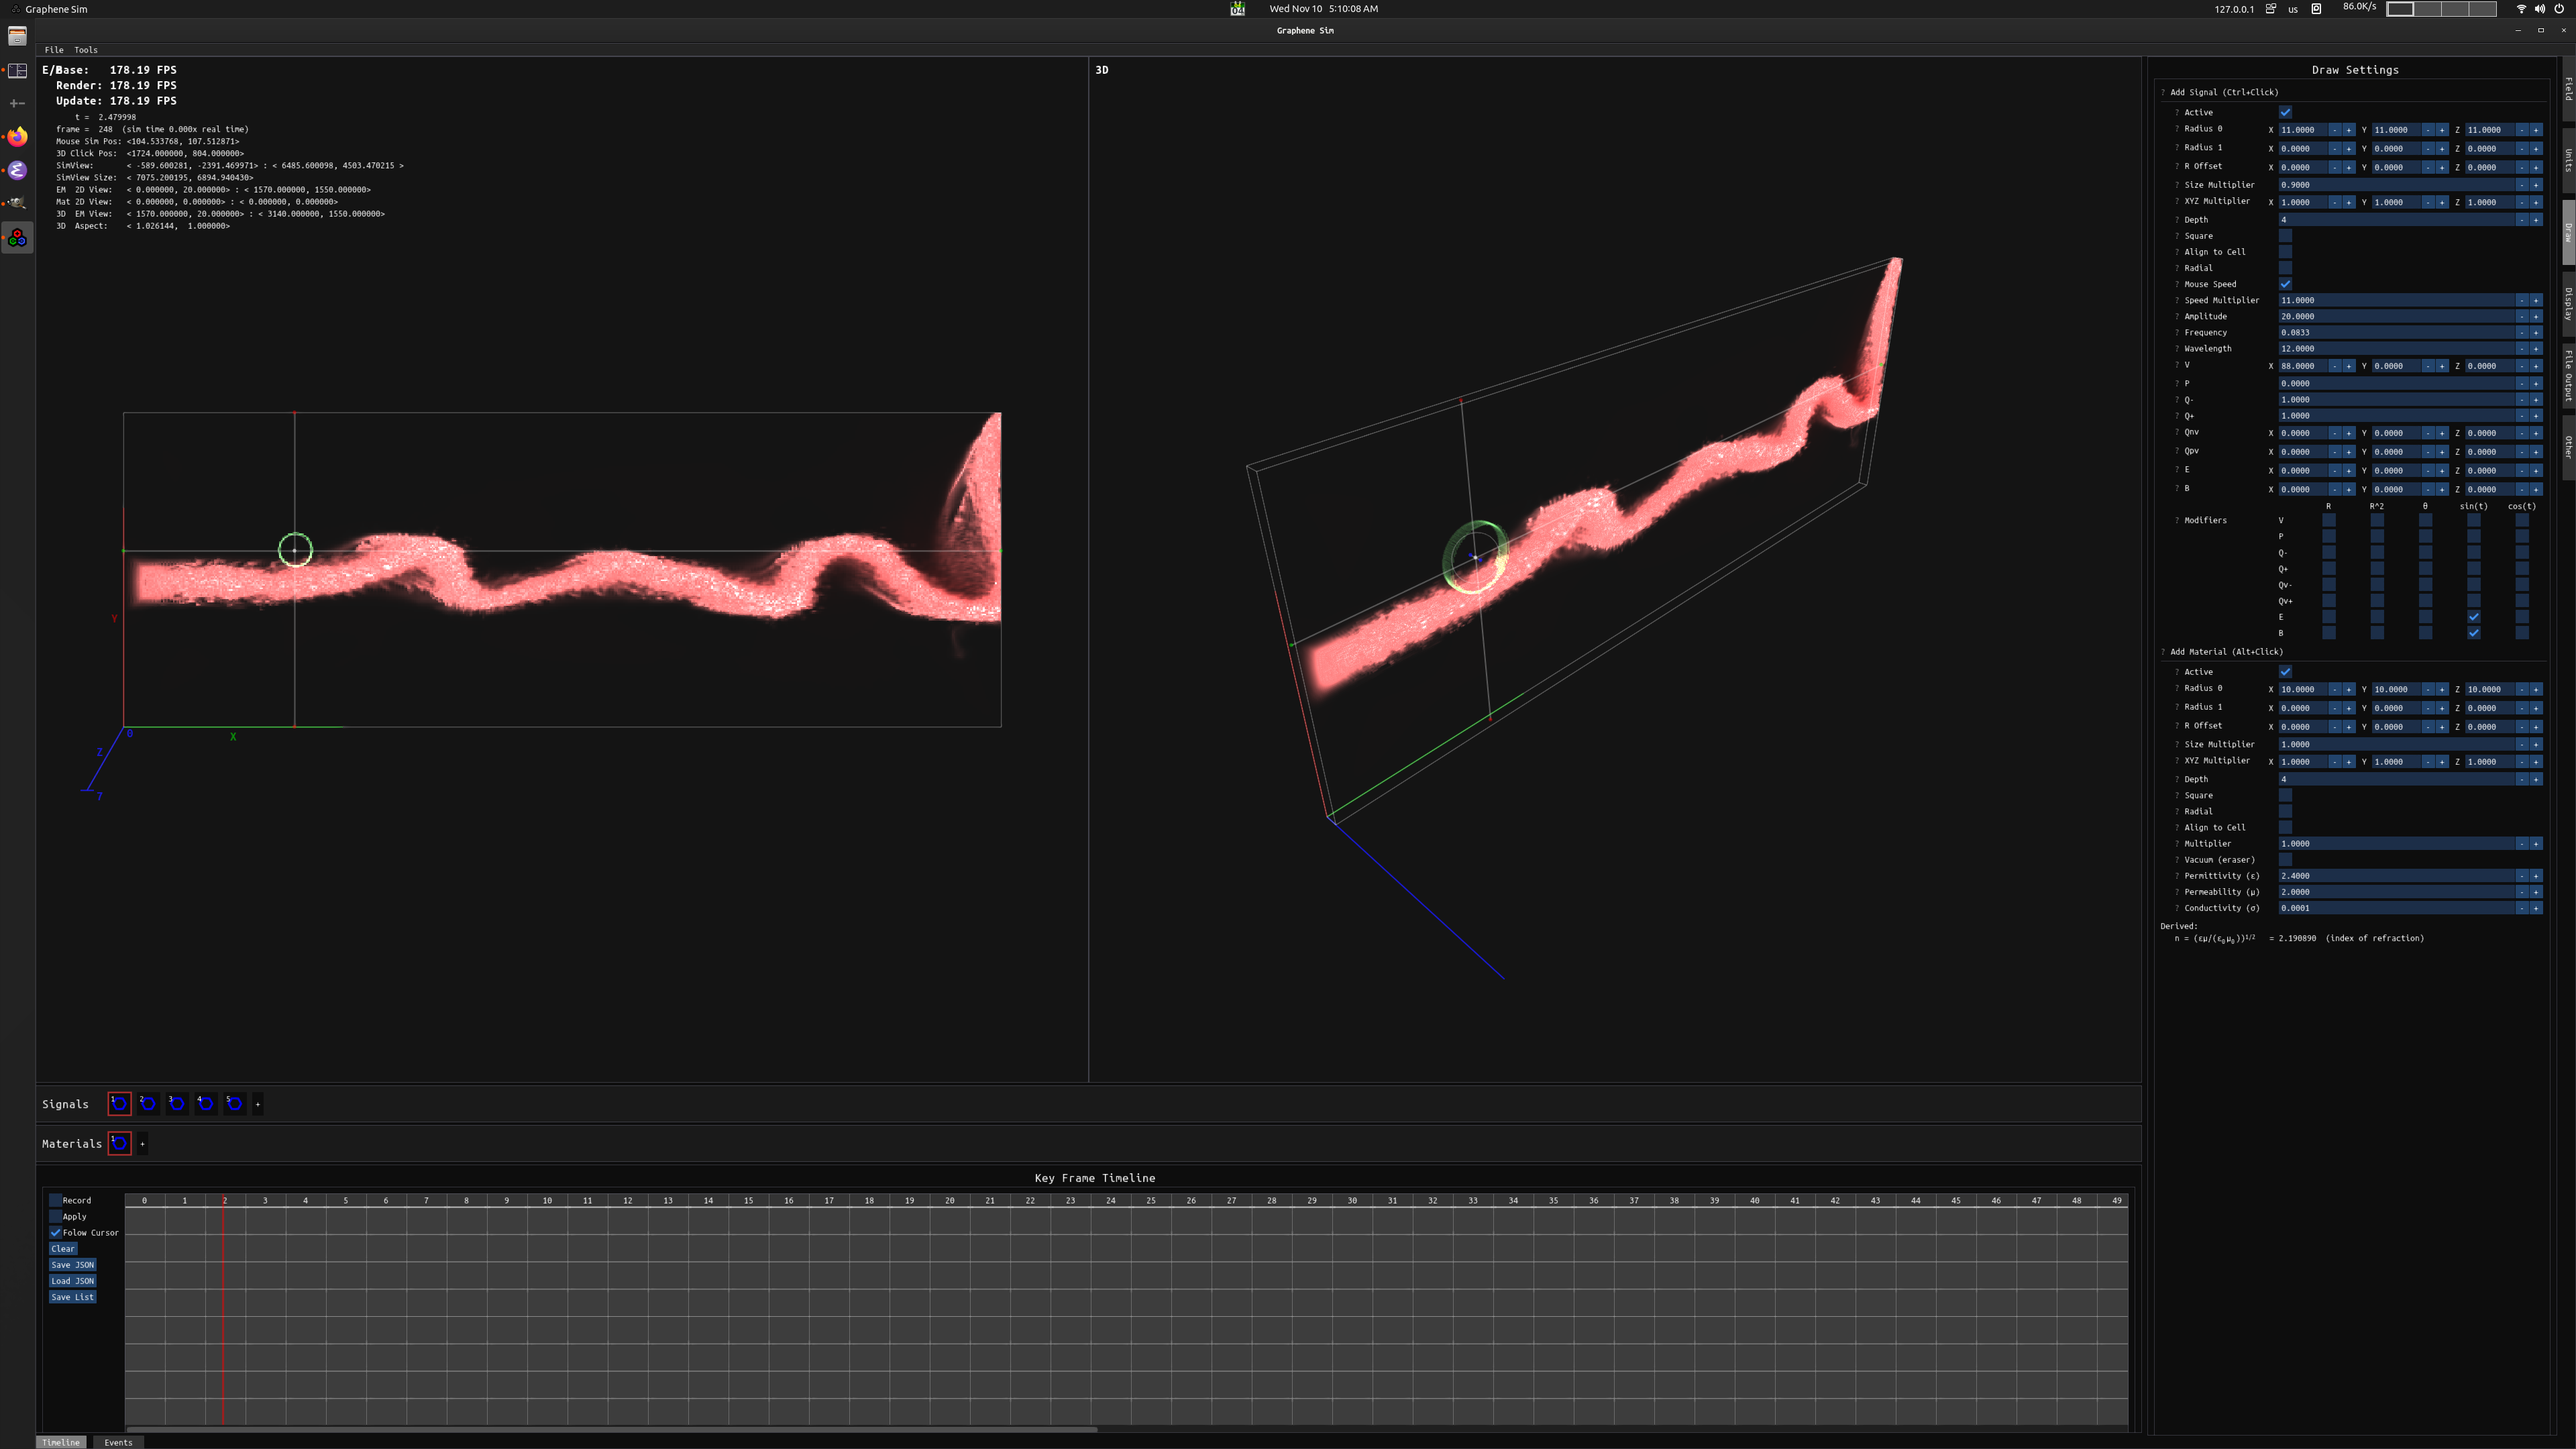 Graphene Sim
Wed Nov 10 5:10:08 AM
127.0.0.1 us 86.0K/s
Graphene Sim
File Tools
E/B
Base: 178.19 FPS
Render: 178.19 FPS
Update: 178.19 FPS
t = 2.479998
frame = 248 (sim time 0.000x real time)
Mouse Sim Pos: <104.533768, 107.512871>
3D Click Pos: <1724.000000, 804.000000>
SimView: < -589.600281, -2391.469971> : < 6485.600098, 4503.470215 >
SimView Size: < 7075.200195, 6894.940430>
EM 2D View: < 0.000000, 20.000000> : < 1570.000000, 1550.000000>
Mat 2D View: < 0.000000, 0.000000> : < 0.000000, 0.000000>
3D EM View: < 1570.000000, 20.000000> : < 3140.000000, 1550.000000>
3D Aspect: < 1.026144, 1.000000>
Y
0
X
Z
7
3D
Draw Settings
? Add Signal (Ctrl+Click)
? Active
? Radius 0 X 11.0000 - + Y 11.0000 - + Z 11.0000 - +
? Radius 1 X 0.0000 - + Y 0.0000 - + Z 0.0000 - +
? R Offset X 0.0000 - + Y 0.0000 - + Z 0.0000 - +
? Size Multiplier 0.9000 - +
? XYZ Multiplier X 1.0000 - + Y 1.0000 - + Z 1.0000 - +
? Depth 4 - +
? Square
? Align to Cell
? Radial
? Mouse Speed
? Speed Multiplier 11.0000 - +
? Amplitude 20.0000 - +
? Frequency 0.0833 - +
? Wavelength 12.0000 - +
? V X 88.0000 - + Y 0.0000 - + Z 0.0000 - +
? P 0.0000 - +
? Q- 1.0000 - +
? Q+ 1.0000 - +
? Qnv X 0.0000 - + Y 0.0000 - + Z 0.0000 - +
? Qpv X 0.0000 - + Y 0.0000 - + Z 0.0000 - +
? E X 0.0000 - + Y 0.0000 - + Z 0.0000 - +
? B X 0.0000 - + Y 0.0000 - + Z 0.0000 - +
R R^2 θ sin(t) cos(t)
? Modifiers V
P
Q-
Q+
Qv-
Qv+
E
B
? Add Material (Alt+Click)
? Active
? Radius 0 X 10.0000 - + Y 10.0000 - + Z 10.0000 - +
? Radius 1 X 0.0000 - + Y 0.0000 - + Z 0.0000 - +
? R Offset X 0.0000 - + Y 0.0000 - + Z 0.0000 - +
? Size Multiplier 1.0000 - +
? XYZ Multiplier X 1.0000 - + Y 1.0000 - + Z 1.0000 - +
? Depth 4 - +
? Square
? Radial
? Align to Cell
? Multiplier 1.0000 - +
? Vacuum (eraser)
? Permittivity (ε) 2.4000 - +
? Permeability (μ) 2.0000 - +
? Conductivity (σ) 0.0001 - +
Derived:
n = (εμ/(ε₀μ₀))¹/² = 2.190890 (index of refraction)
Field
Units
Draw
Display
File Output
Other
Signals 1 2 3 4 5 +
Materials 1 +
Key Frame Timeline
0 1 2 3 4 5 6 7 8 9 10 11 12 13 14 15 16 17 18 19 20 21 22 23 24 25 26 27 28 29 30 31 32 33 34 35 36 37 38 39 40 41 42 43 44 45 46 47 48 49
Record
Apply
Folow Cursor
Clear
Save JSON
Load JSON
Save List
Timeline Events